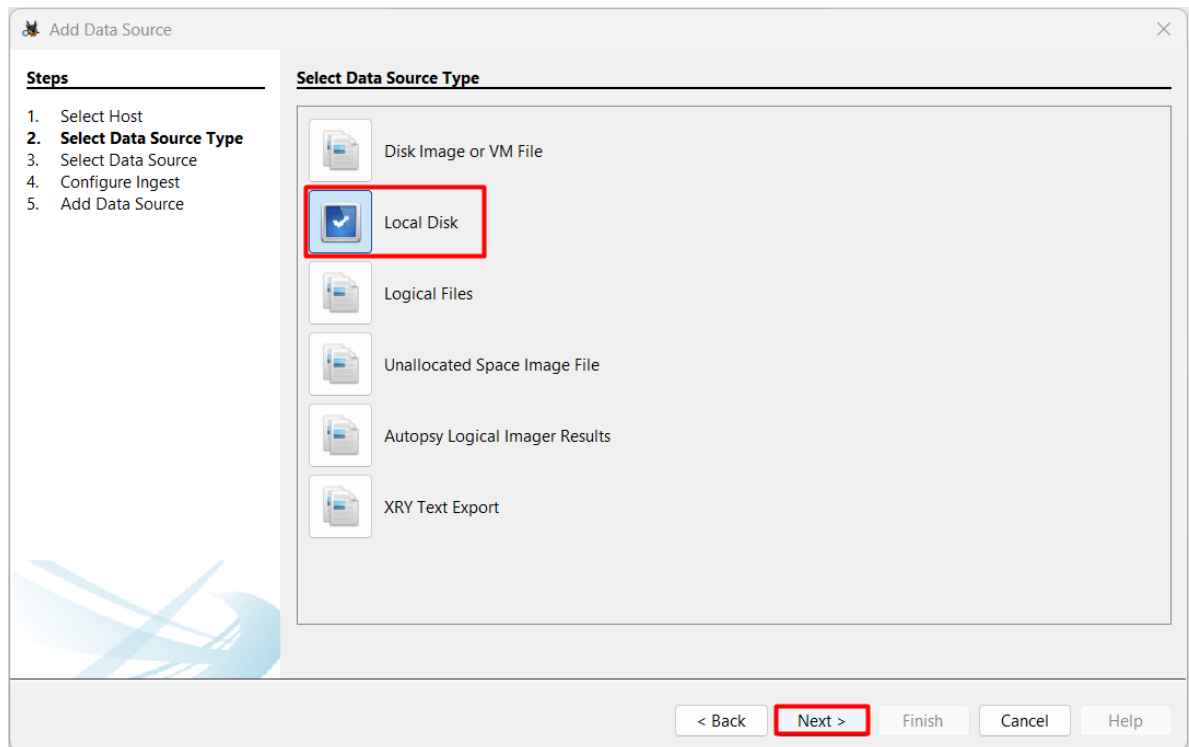 Add Data Source
Steps
1. Select Host
2. Select Data Source Type
3. Select Data Source
4. Configure Ingest
5. Add Data Source
Select Data Source Type
Disk Image or VM File
Local Disk
Logical Files
Unallocated Space Image File
Autopsy Logical Imager Results
XRY Text Export
< Back Next > Finish Cancel Help